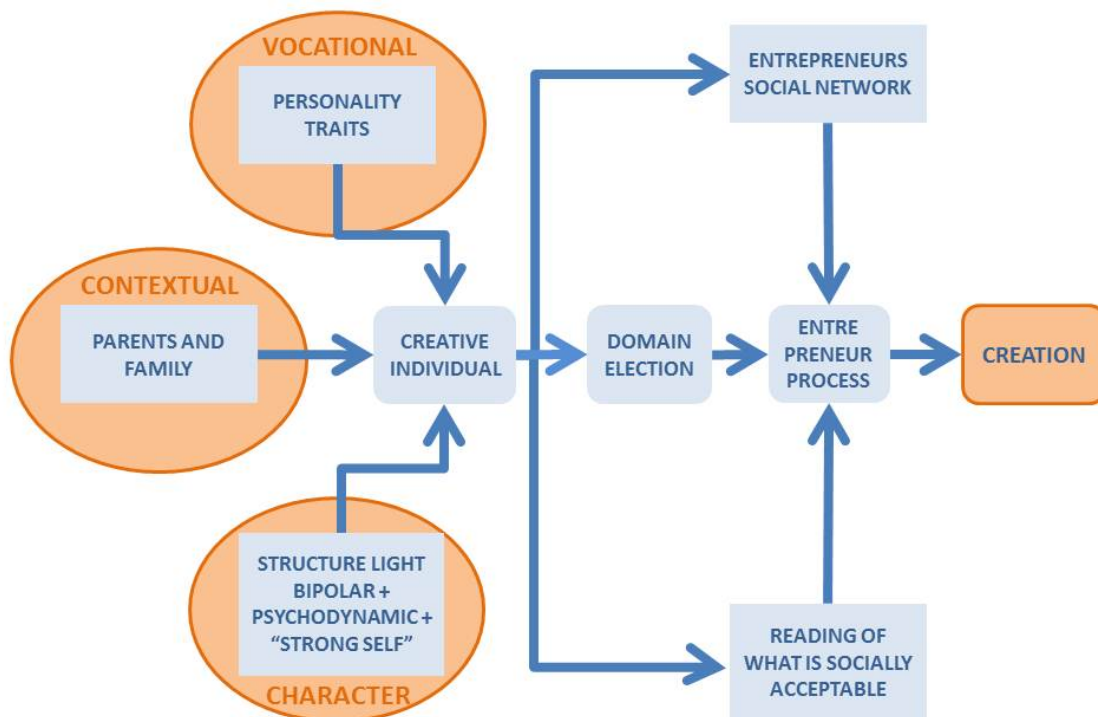 VOCATIONAL
PERSONALITY
TRAITS
CONTEXTUAL
PARENTS AND
FAMILY
STRUCTURE LIGHT
BIPOLAR +
PSYCHODYNAMIC +
“STRONG SELF”
CHARACTER
CREATIVE
INDIVIDUAL
ENTREPRENEURS
SOCIAL NETWORK
DOMAIN
ELECTION
READING OF
WHAT IS SOCIALLY
ACCEPTABLE
ENTRE
PRENEUR
PROCESS
CREATION